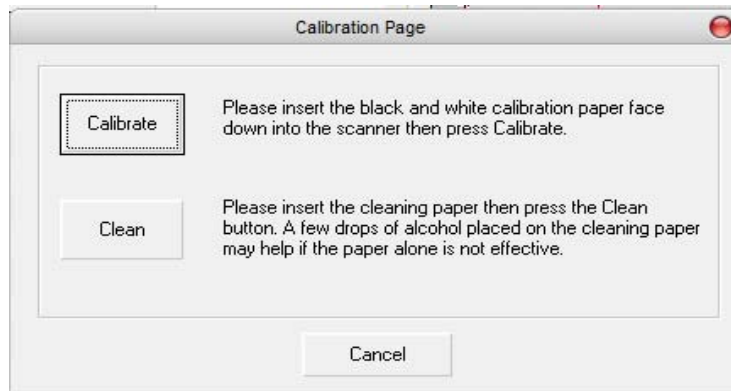 Calibration Page
Calibrate
Please insert the black and white calibration paper face
down into the scanner then press Calibrate.
Clean
Please insert the cleaning paper then press the Clean
button. A few drops of alcohol placed on the cleaning paper
may help if the paper alone is not effective.
Cancel